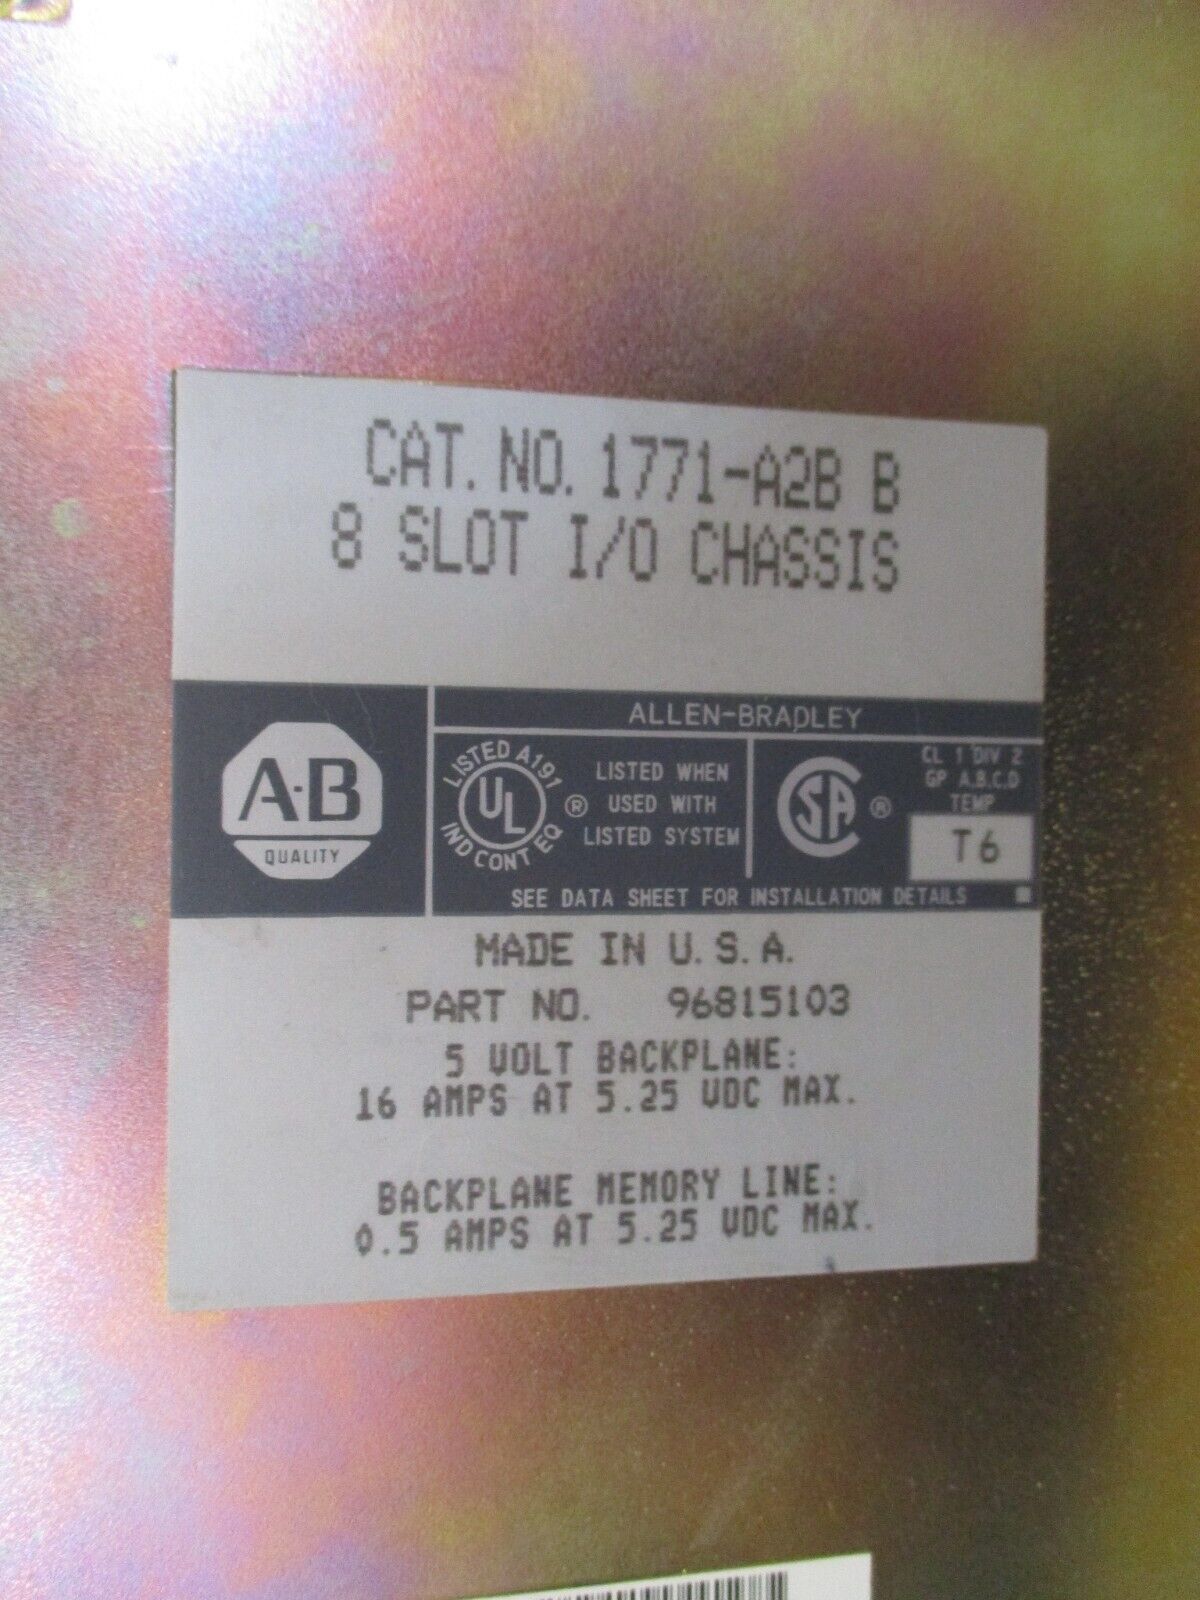 CAT. NO. 1771-A2B B
8 SLOT I/O CHASSIS
ALLEN-BRADLEY
A·B
QUALITY
LISTED A191
UL ®
IND CONT EQ
LISTED WHEN
USED WITH
LISTED SYSTEM
SA ®
CL 1 DIV 2
GP A.B.C.D
TEMP
T6
SEE DATA SHEET FOR INSTALLATION DETAILS
MADE IN U.S.A.
PART NO. 96815103
5 VOLT BACKPLANE:
16 AMPS AT 5.25 VDC MAX.
BACKPLANE MEMORY LINE:
0.5 AMPS AT 5.25 VDC MAX.